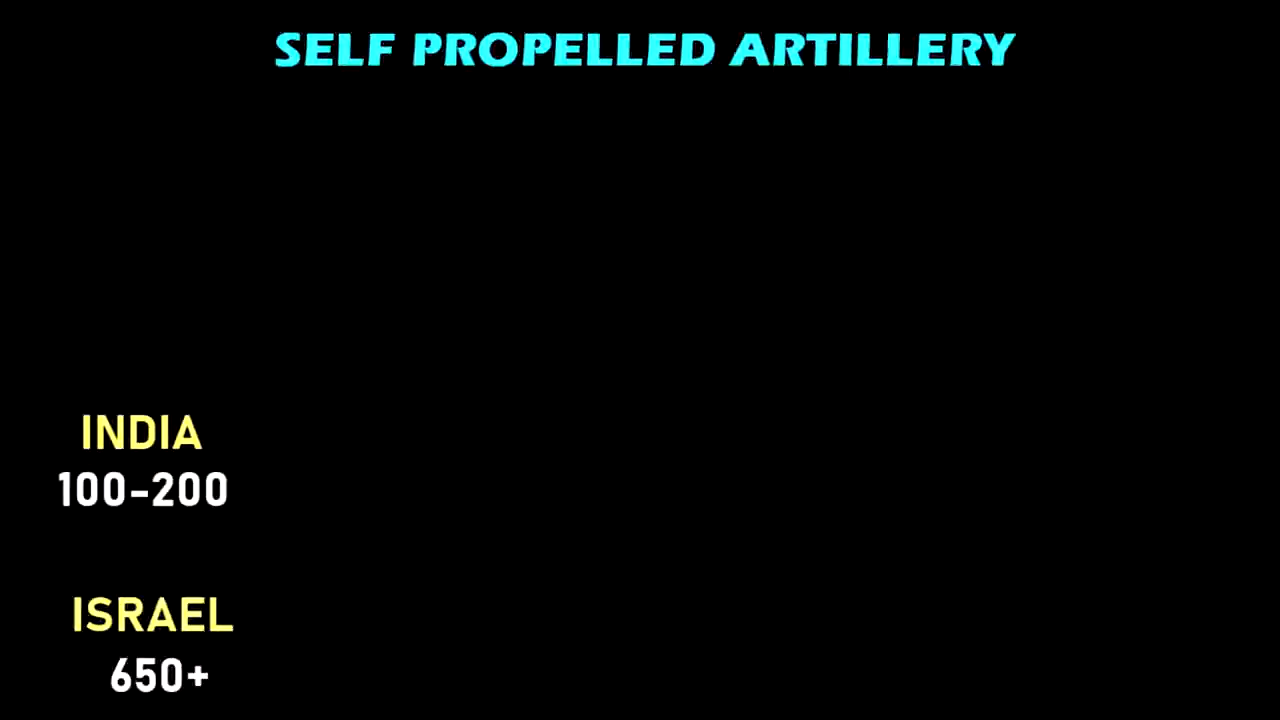 SELF PROPELLED ARTILLERY
INDIA
100-200
ISRAEL
650+